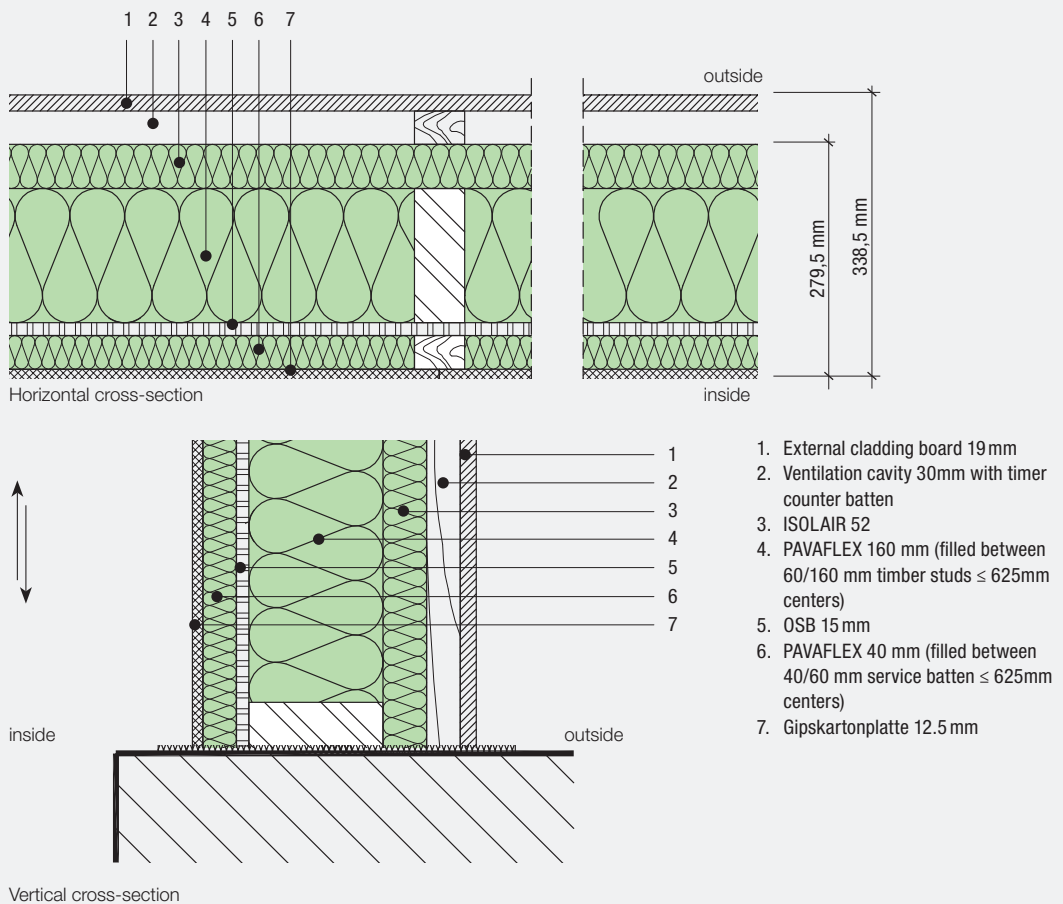 1 2 3 4 5 6 7
outside
279,5 mm
338,5 mm
Horizontal cross-section
inside
1
2
3
4
5
6
7
inside
outside
1. External cladding board 19 mm
2. Ventilation cavity 30mm with timer
counter batten
3. ISOLAIR 52
4. PAVAFLEX 160 mm (filled between
60/160 mm timber studs ≤ 625mm
centers)
5. OSB 15 mm
6. PAVAFLEX 40 mm (filled between
40/60 mm service batten ≤ 625mm
centers)
7. Gipskartonplatte 12.5 mm
Vertical cross-section